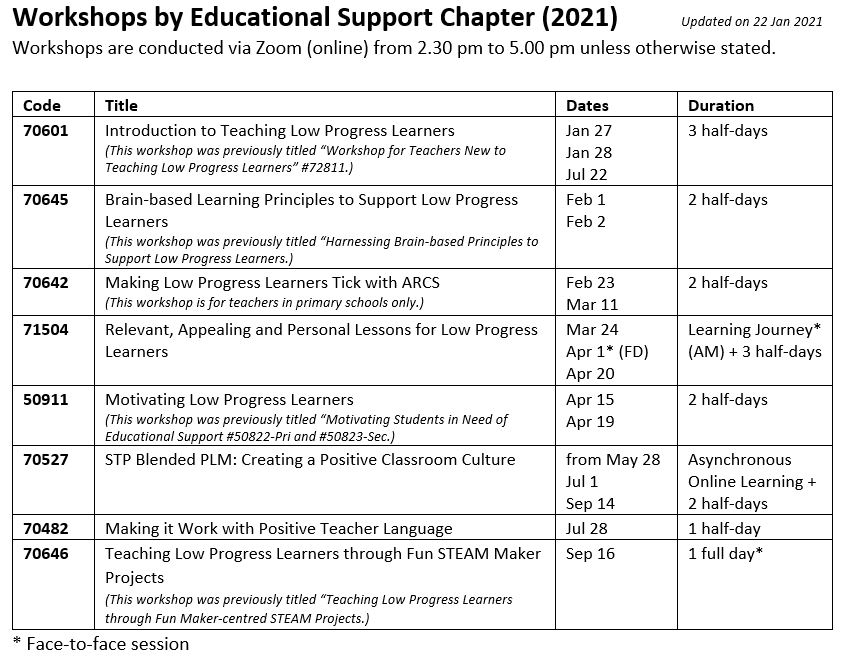 Workshops by Educational Support Chapter (2021) Updated on 22 Jan 2021
Workshops are conducted via Zoom (online) from 2.30 pm to 5.00 pm unless otherwise stated.
Code Title Dates Duration
70601 Introduction to Teaching Low Progress Learners Jan 27 3 half-days
(This workshop was previously titled “Workshop for Teachers New to Jan 28
Teaching Low Progress Learners” #72811.) Jul 22
70645 Brain-based Learning Principles to Support Low Progress Feb 1 2 half-days
Learners Feb 2
(This workshop was previously titled “Harnessing Brain-based Principles to
Support Low Progress Learners.)
70642 Making Low Progress Learners Tick with ARCS Feb 23 2 half-days
(This workshop is for teachers in primary schools only.) Mar 11
71504 Relevant, Appealing and Personal Lessons for Low Progress Mar 24 Learning Journey*
Learners Apr 1* (FD) (AM) + 3 half-days
Apr 20
50911 Motivating Low Progress Learners Apr 15 2 half-days
(This workshop was previously titled “Motivating Students in Need of Apr 19
Educational Support #50822-Pri and #50823-Sec.)
70527 STP Blended PLM: Creating a Positive Classroom Culture from May 28 Asynchronous
Jul 1 Online Learning +
Sep 14 2 half-days
70482 Making it Work with Positive Teacher Language Jul 28 1 half-day
70646 Teaching Low Progress Learners through Fun STEAM Maker Sep 16 1 full day*
Projects
(This workshop was previously titled “Teaching Low Progress Learners
through Fun Maker-centred STEAM Projects.)
* Face-to-face session